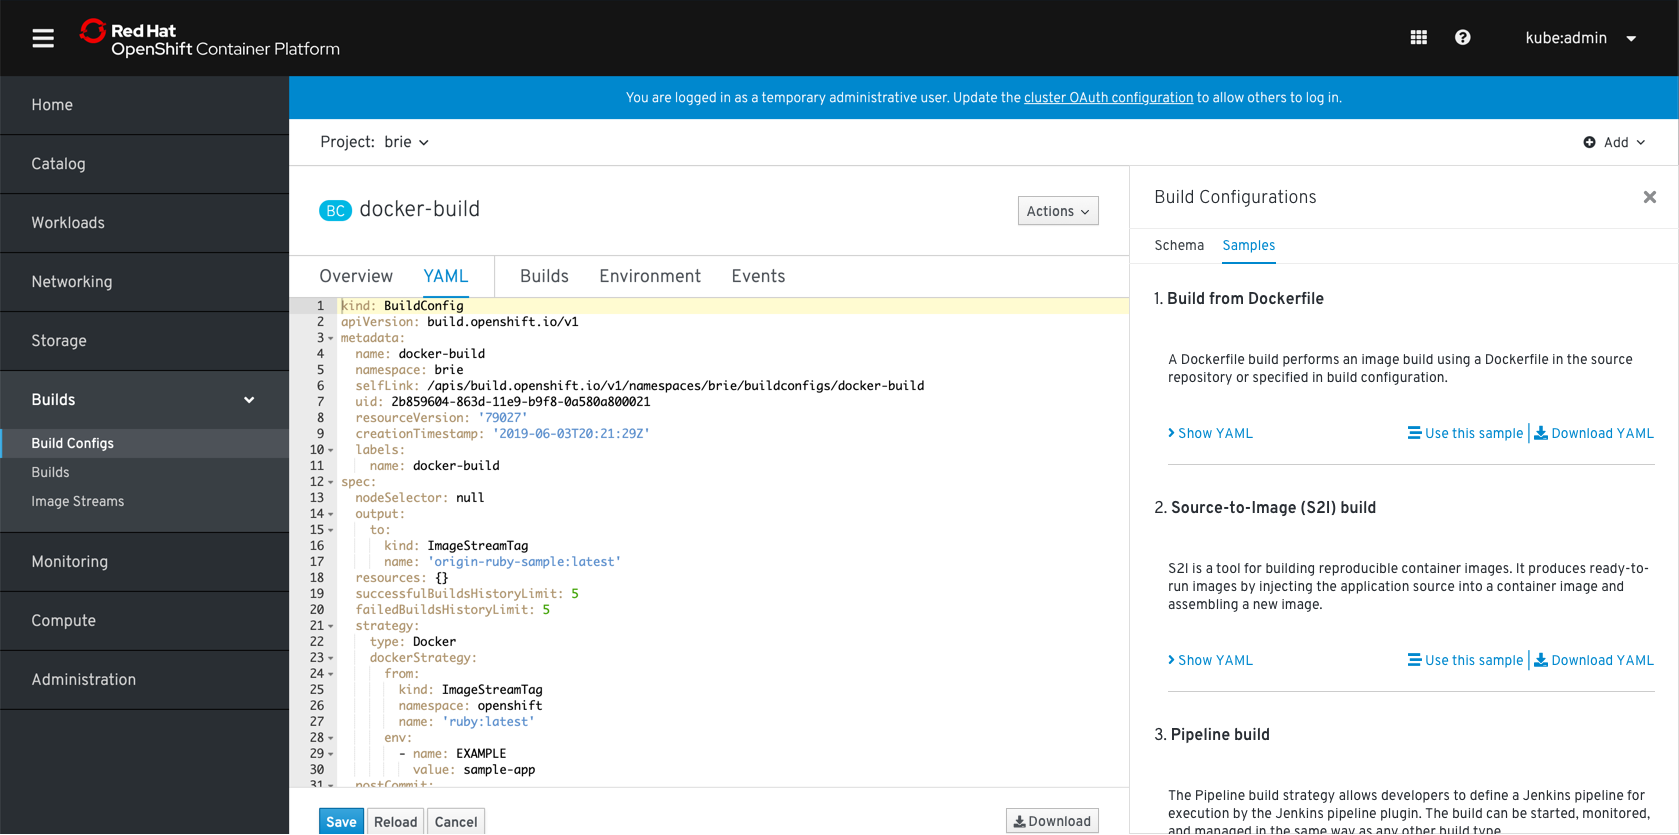 Red Hat
OpenShift Container Platform
kube:admin
Home
Catalog
Workloads
Networking
Storage
Builds
Build Configs
Builds
Image Streams
Monitoring
Compute
Administration
You are logged in as a temporary administrative user. Update the cluster OAuth configuration to allow others to log in.
Project: brie
Add
BC docker-build
Actions
Overview YAML Builds Environment Events
1 kind: BuildConfig
2 apiVersion: build.openshift.io/v1
3 metadata:
4 name: docker-build
5 namespace: brie
6 selfLink: /apis/build.openshift.io/v1/namespaces/brie/buildconfigs/docker-build
7 uid: 2b859604-863d-11e9-b9f8-0a580a800021
8 resourceVersion: '79027'
9 creationTimestamp: '2019-06-03T20:21:29Z'
10 labels:
11 name: docker-build
12 spec:
13 nodeSelector: null
14 output:
15 to:
16 kind: ImageStreamTag
17 name: 'origin-ruby-sample:latest'
18 resources: {}
19 successfulBuildsHistoryLimit: 5
20 failedBuildsHistoryLimit: 5
21 strategy:
22 type: Docker
23 dockerStrategy:
24 from:
25 kind: ImageStreamTag
26 namespace: openshift
27 name: 'ruby:latest'
28 env:
29 - name: EXAMPLE
30 value: sample-app
31 postCommit:
Save Reload Cancel
Download
Build Configurations
Schema Samples
1. Build from Dockerfile
A Dockerfile build performs an image build using a Dockerfile in the source
repository or specified in build configuration.
Show YAML Use this sample Download YAML
2. Source-to-Image (S2I) build
S2I is a tool for building reproducible container images. It produces ready-to-
run images by injecting the application source into a container image and
assembling a new image.
Show YAML Use this sample Download YAML
3. Pipeline build
The Pipeline build strategy allows developers to define a Jenkins pipeline for
execution by the Jenkins pipeline plugin. The build can be started, monitored,
and managed in the same way as any other build type.